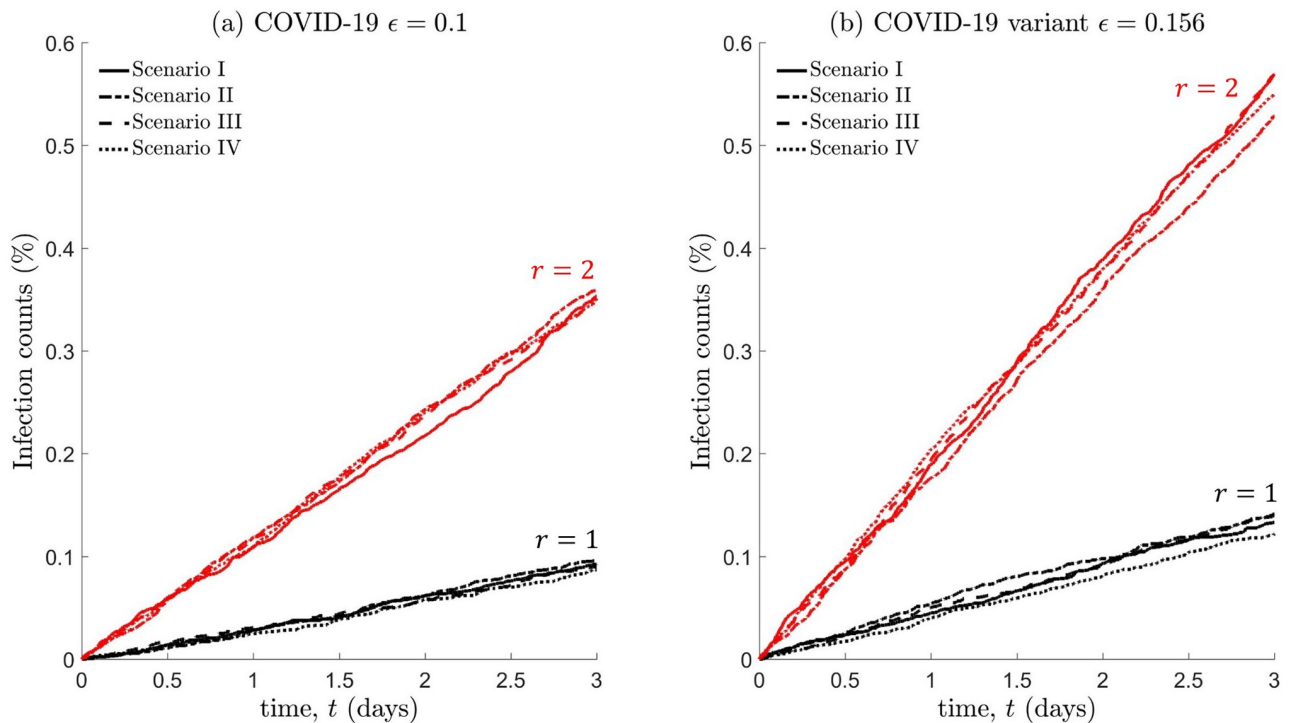 (a) COVID-19 ϵ = 0.1
0.6
0.5
0.4
0.3
0.2
0.1
0
Infection counts (%)
Scenario I
Scenario II
Scenario III
Scenario IV
r = 2
r = 1
0 0.5 1 1.5 2 2.5 3
time, t (days)
(b) COVID-19 variant ϵ = 0.156
0.6
0.5
0.4
0.3
0.2
0.1
0
Infection counts (%)
Scenario I
Scenario II
Scenario III
Scenario IV
r = 2
r = 1
0 0.5 1 1.5 2 2.5 3
time, t (days)